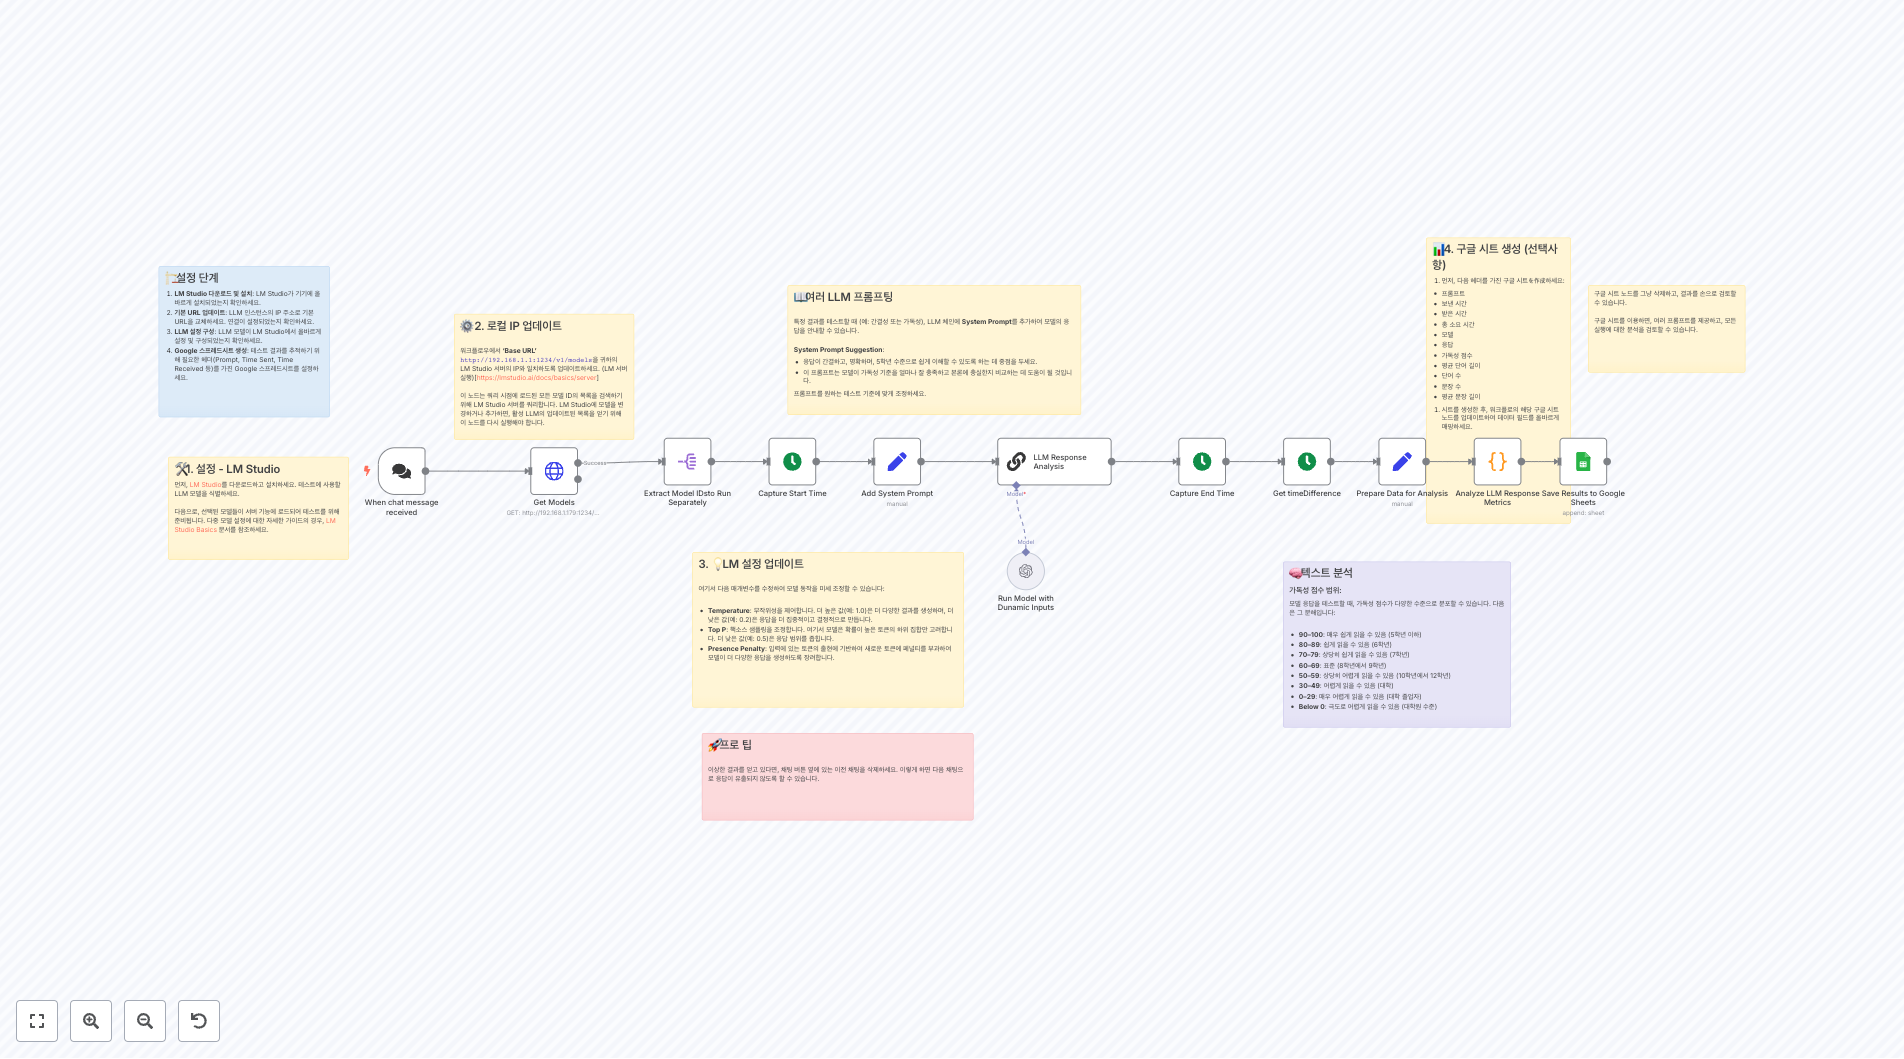 설정 단계
1. LM Studio 다운로드 및 설치: LM Studio가 기기에 올
바르게 설치되었는지 확인하세요.
2. 기본 URL 업데이트: LLM 인스턴스의 IP 주소로 기본
URL을 교체하세요. 연결이 설정되었는지 확인하세요.
3. LLM 설정 구성: LLM 모델이 LM Studio에서 올바르게
설정 및 구성되었는지 확인하세요.
4. Google 스프레드시트 생성: 테스트 결과를 추적하기 위
해 필요한 헤더(Prompt, Time Sent, Time
Received 등)를 가진 Google 스프레드시트를 설정하
세요.
1. 설정 - LM Studio
먼저, LM Studio를 다운로드하고 설치하세요. 테스트에 사용할
LLM 모델을 식별하세요.
다음으로, 선택된 모델들이 서버 기능에 로드되어 테스트를 위해
준비됩니다. 다중 모델 설정에 대한 자세한 가이드의 경우, LM
Studio Basics 문서를 참조하세요.
2. 로컬 IP 업데이트
워크플로우에서 'Base URL'
http://192.168.1.1:1234/v1/models을 귀하의
LM Studio 서버의 IP와 일치하도록 업데이트하세요. (LM 서버
실행)[https://lmstudio.ai/docs/basics/server]
이 노드는 쿼리 시점에 로드된 모든 모델 ID의 목록을 검색하기
위해 LM Studio 서버를 쿼리합니다. LM Studio에 모델을 변
경하거나 추가하면, 활성 LLM의 업데이트된 목록을 얻기 위해
이 노드를 다시 실행해야 합니다.
여러 LLM 프롬프팅
특정 결과를 테스트할 때 (예: 간결성 또는 가독성), LLM 체인에 System Prompt를 추가하여 모델의 응
답을 안내할 수 있습니다.
System Prompt Suggestion:
응답이 간결하고, 명확하며, 5학년 수준으로 쉽게 이해할 수 있도록 하는 데 중점을 두세요.
이 프롬프트는 모델이 가독성 기준을 얼마나 잘 충족하고 본론에 충실한지 비교하는 데 도움이 될 것입니
다.
프롬프트를 원하는 테스트 기준에 맞게 조정하세요.
4. 구글 시트 생성 (선택사
항)
1. 먼저, 다음 헤더를 가진 구글 시트를作成하세요:
프롬프트
보낸 시간
받은 시간
총 소요 시간
모델
응답
가독성 점수
평균 단어 길이
단어 수
문장 수
평균 문장 길이
1. 시트를 생성한 후, 워크플로의 해당 구글 시트
노드를 업데이트하여 데이터 필드를 올바르게
매핑하세요.
구글 시트 노드를 그냥 삭제하고, 결과를 손으로 검토할
수 있습니다.
구글 시트를 이용하면, 여러 프롬프트를 제공하고, 모든
실행에 대한 분석을 검토할 수 있습니다.
When chat message
received
Success
Get Models
GET: http://192.168.1.179:1234/...
Extract Model IDsto Run
Separately
Capture Start Time
Add System Prompt
manual
LLM Response
Analysis
Model*
Model
Run Model with
Dunamic Inputs
Capture End Time
Get timeDifference
Prepare Data for Analysis
manual
Analyze LLM Response
Metrics
Save Results to Google
Sheets
append: sheet
3. LM 설정 업데이트
여기서 다음 매개변수를 수정하여 모델 동작을 미세 조정할 수 있습니다:
Temperature: 무작위성을 제어합니다. 더 높은 값(예: 1.0)은 더 다양한 결과를 생성하며, 더
낮은 값(예: 0.2)은 응답을 더 집중적이고 결정적으로 만듭니다.
Top P: 핵소스 샘플링을 조정합니다. 여기서 모델은 확률이 높은 토큰의 하위 집합만 고려합니
다. 더 낮은 값(예: 0.5)은 응답 범위를 좁힙니다.
Presence Penalty: 입력에 있는 토큰의 출현에 기반하여 새로운 토큰에 패널티를 부과하여
모델이 더 다양한 응답을 생성하도록 장려합니다.
프로 팁
이상한 결과를 얻고 있다면, 채팅 버튼 옆에 있는 이전 채팅을 삭제하세요. 이렇게 하면 다음 채팅으
로 응답이 유출되지 않도록 할 수 있습니다.
텍스트 분석
가독성 점수 범위:
모델 응답을 테스트할 때, 가독성 점수가 다양한 수준으로 분포할 수 있습니다. 다음
은 그 분해입니다:
90–100: 매우 쉽게 읽을 수 있음 (5학년 이하)
80–89: 쉽게 읽을 수 있음 (6학년)
70–79: 상당히 쉽게 읽을 수 있음 (7학년)
60–69: 표준 (8학년에서 9학년)
50–59: 상당히 어렵게 읽을 수 있음 (10학년에서 12학년)
30–49: 어렵게 읽을 수 있음 (대학)
0–29: 매우 어렵게 읽을 수 있음 (대학 졸업자)
Below 0: 극도로 어렵게 읽을 수 있음 (대학원 수준)